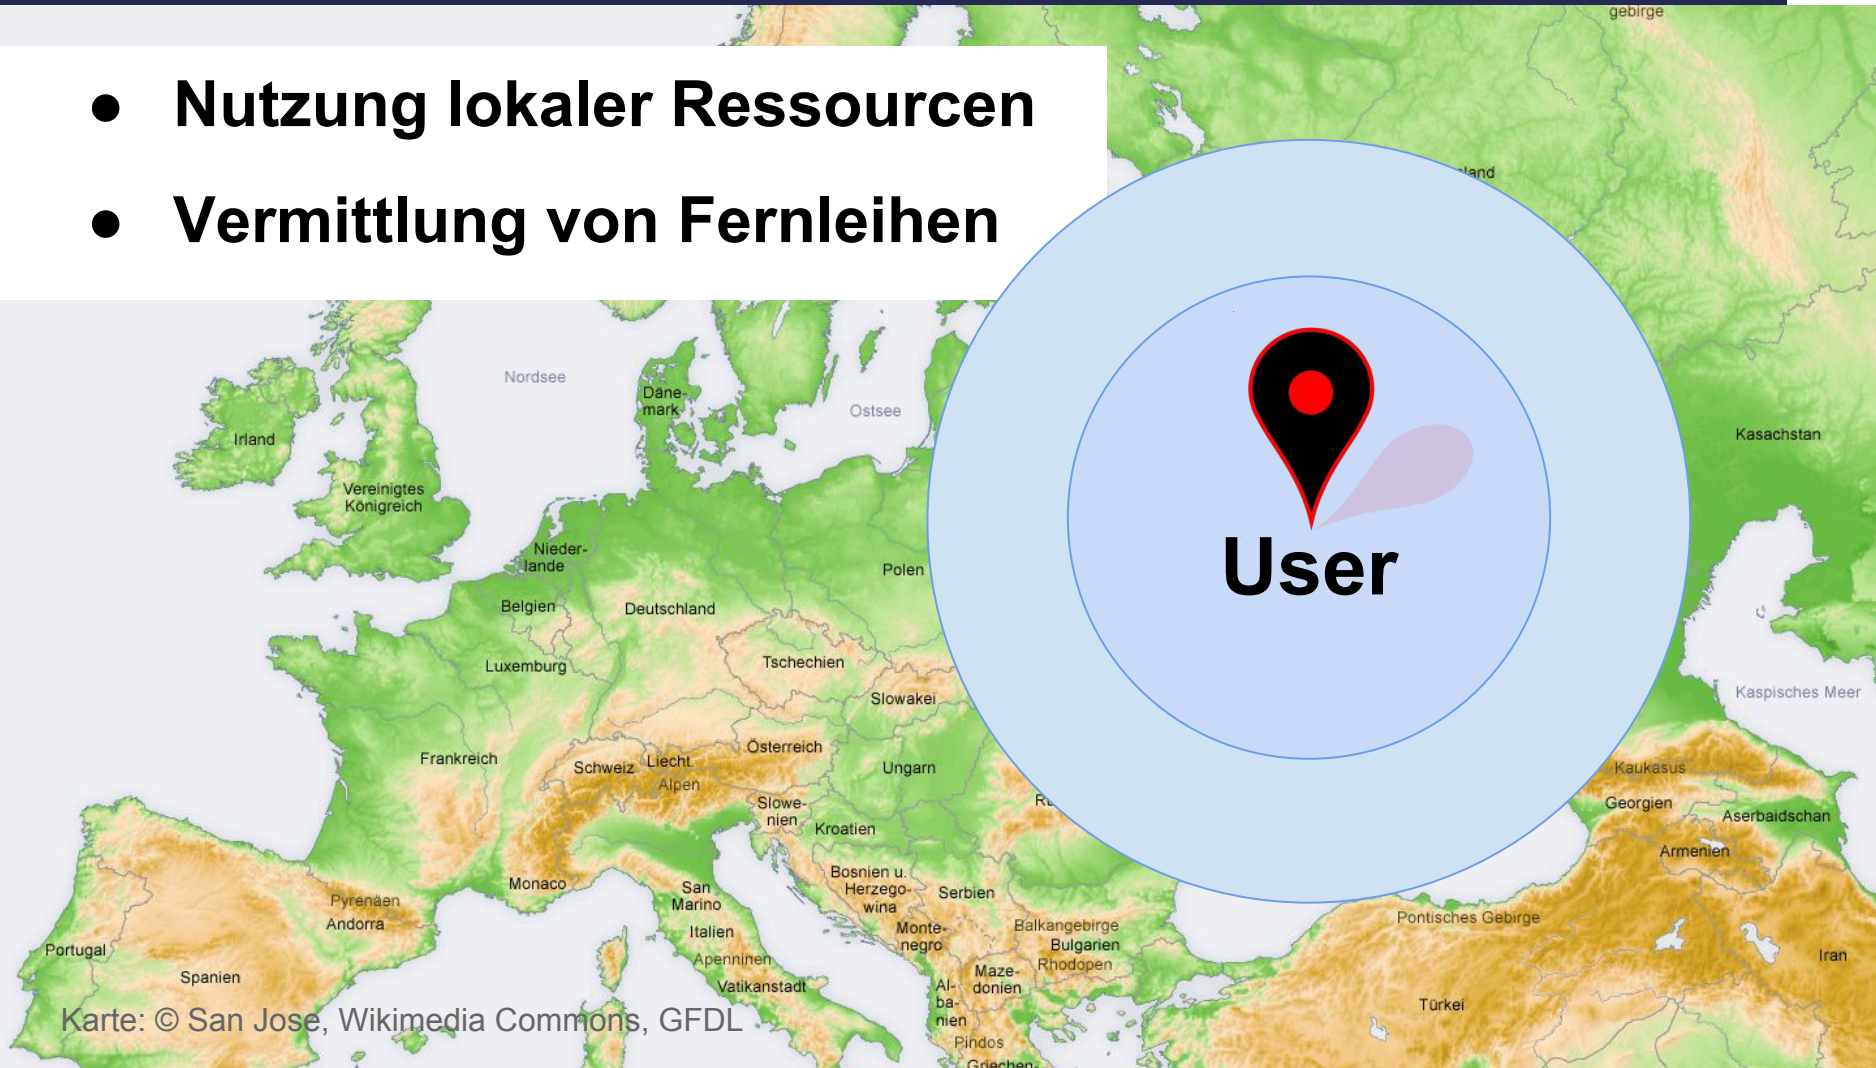 gebirge
● Nutzung lokaler Ressourcen
● Vermittlung von Fernleihen
Nordsee
Däne-
mark
Ostsee
Irland
Kasachstan
Vereinigtes
Königreich
User
Nieder-
lande
Polen
Belgien
Deutschland
Tschechien
Luxemburg
Slowakei
Kaspisches Meer
Österreich
Frankreich
Schweiz
Liecht.
Ungarn
Kaukasus
Alpen
Slowe-
nien
Georgien
Kroatien
Aserbaidschan
Armenien
Bosnien u.
Herzego-
wina
Monaco
San
Marino
Serbien
Pyrenäen
Andorra
Pontisches Gebirge
Italien
Monte-
negro
Balkangebirge
Bulgarien
Rhodopen
Portugal
Iran
Apenninen
Maze-
donien
Spanien
Vatikanstadt
Al-
ba-
nien
Türkei
Karte: © San Jose, Wikimedia Commons, GFDL
Pindos
Griechen-